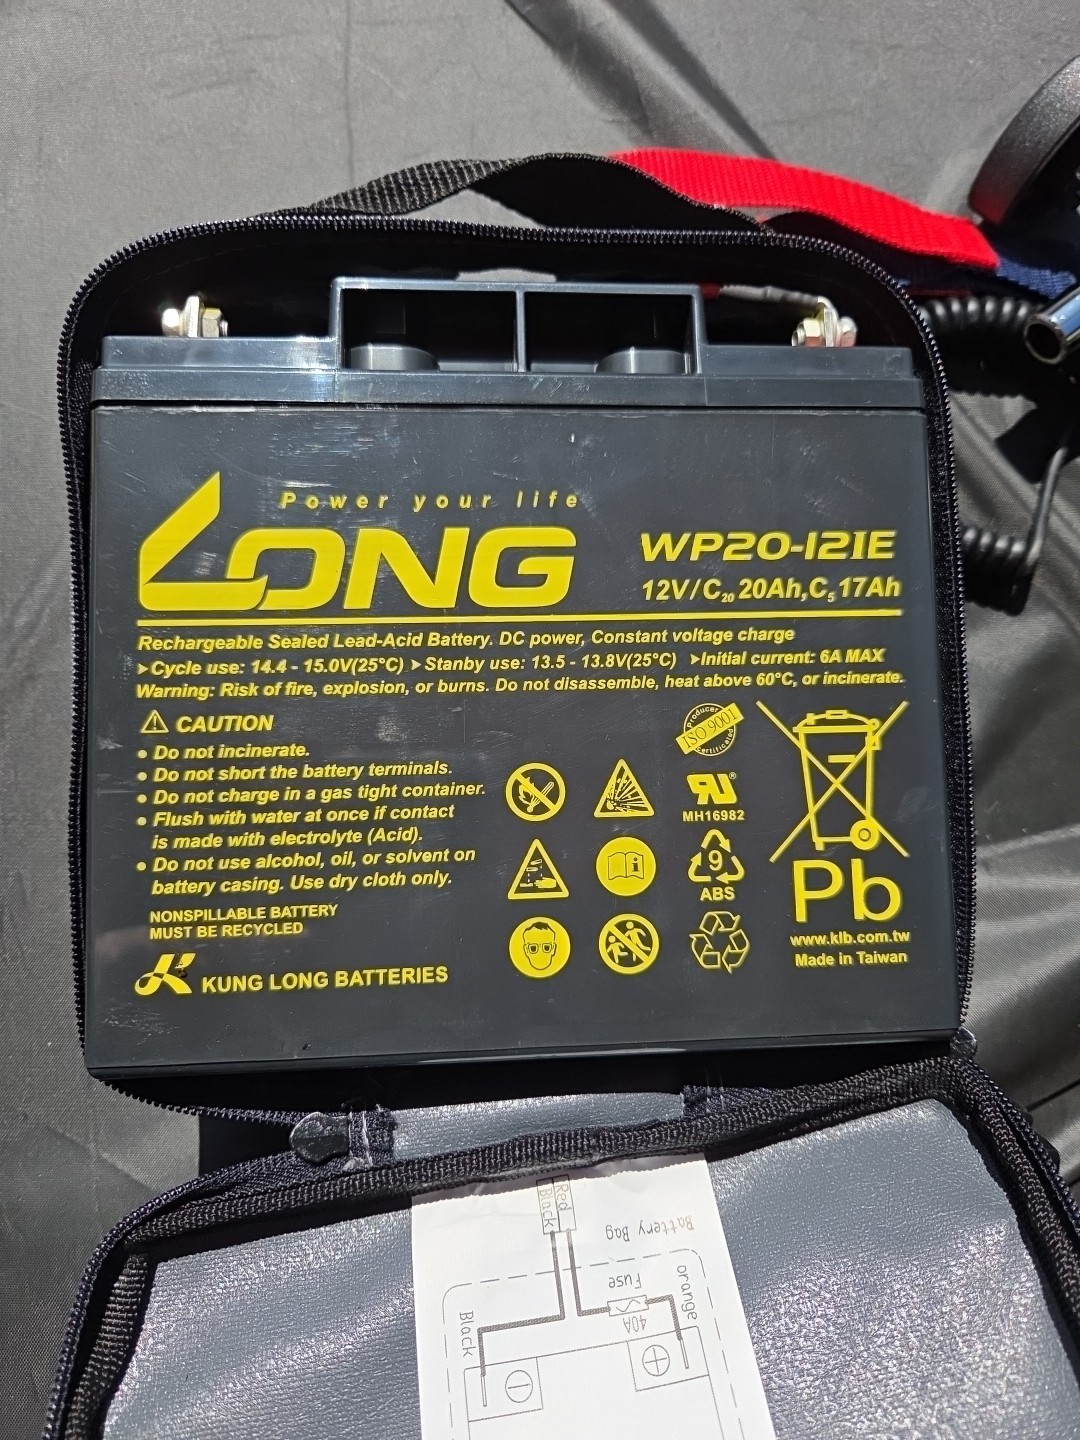 Power your life
LONG
WP20-12IE
12V/C20 20Ah,C5 17Ah
Rechargeable Sealed Lead-Acid Battery. DC power, Constant voltage charge
➤Cycle use: 14.4 - 15.0V(25°C) ➤Stanby use: 13.5 - 13.8V(25°C) ➤Initial current: 6A MAX
Warning: Risk of fire, explosion, or burns. Do not disassemble, heat above 60°C, or incinerate.
CAUTION
• Do not incinerate.
• Do not short the battery terminals.
• Do not charge in a gas tight container.
• Flush with water at once if contact
is made with electrolyte (Acid).
• Do not use alcohol, oil, or solvent on
battery casing. Use dry cloth only.
NONSPILLABLE BATTERY
MUST BE RECYCLED
KUNG LONG BATTERIES
Producer
ISO 9001
Certificated
MH16982
9
ABS
Pb
www.klb.com.tw
Made in Taiwan
Red
Black
Battery Bag
Fuse
40A
orange
Black
+
-